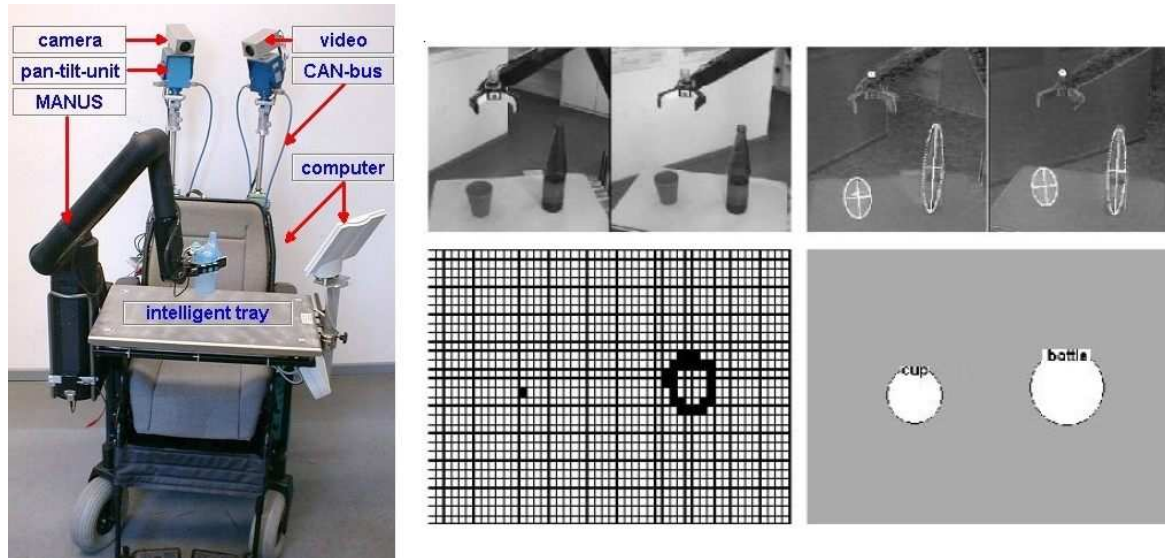 camera
video
pan-tilt-unit
CAN-bus
MANUS
computer
intelligent tray
cup
bottle